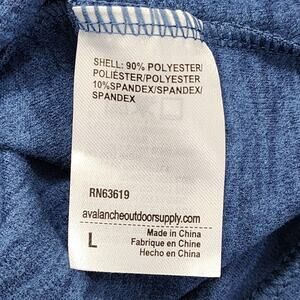 SHELL: 90% POLYESTER/
POLIÉSTER/POLYESTER
10%SPANDEX/SPANDEX/
SPANDEX
RN63619
avalancheoutdoorsupply.com
L
Made in China
Fabrique en Chine
Hecho en China